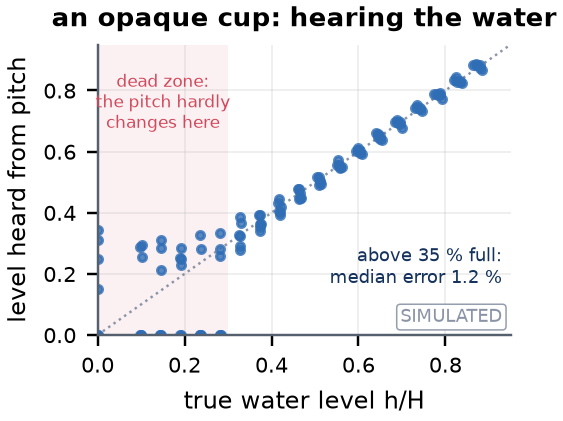 an opaque cup: hearing the water
dead zone:
the pitch hardly
changes here
above 35 % full:
median error 1.2 %
SIMULATED
level heard from pitch
0.8
0.6
0.4
0.2
0.0
0.0 0.2 0.4 0.6 0.8
true water level h/H